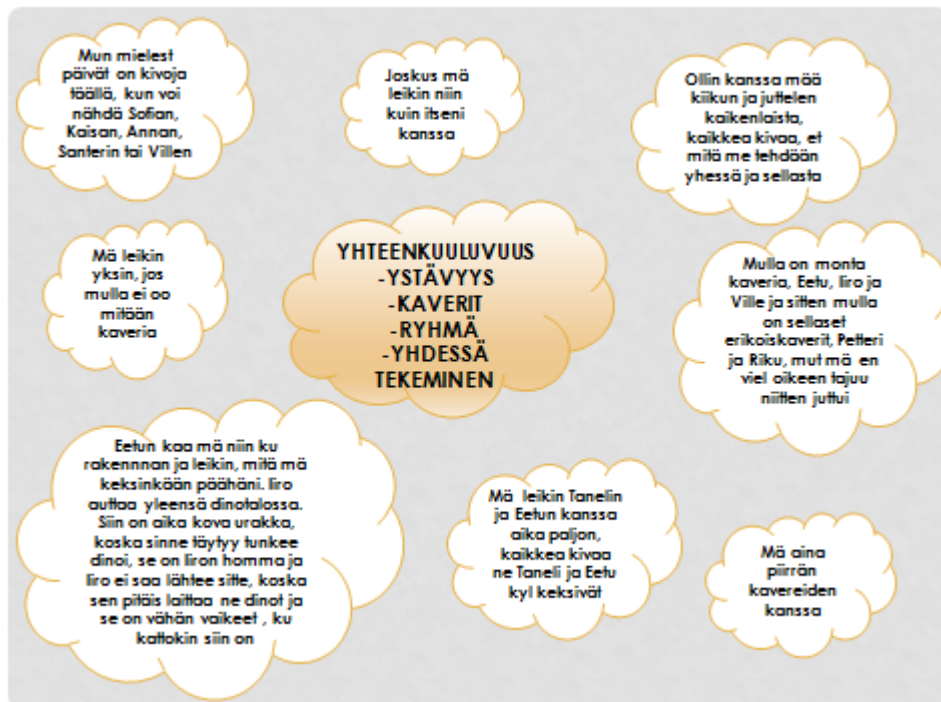 Mun mielest
päivät on kivoja
täällä, kun voi
nähdä Sofian,
Kaisan, Annan,
Santerin tai Villen
Joskus mä
leikin niin
kuin itseni
kanssa
Ollin kanssa mää
kiikun ja juttelen
kaikenlaista,
kaikkea kivaa, et
mitä me tehdään
yhessä ja sellasta
Mä leikin
yksin, jos
mulla ei oo
mitään
kaveria
YHTEENKUULUVUUS
-YSTÄVYYS
-KAVERIT
-RYHMÄ
-YHDESSÄ
TEKEMINEN
Mulla on monta
kaveria, Eetu, Iiro ja
Ville ja sitten mulla
on sellaset
erikoiskaverit, Petteri
ja Riku, mut mä en
viel oikeen tajuu
niitten juttui
Eetun kaa mä niin ku
rakennnan ja leikin, mitä mä
keksinkään päähäni. Iiro
auttaa yleensä dinotalossa.
Siin on aika kova urakka,
koska sinne täytyy tunkee
dinoi, se on Iiron homma ja
Iiro ei saa lähtee sitte, koska
sen pitäis laittaa ne dinot ja
se on vähän vaikeet , ku
kattokin siin on
Mä leikin Tanelin
ja Eetun kanssa
aika paljon,
kaikkea kivaa
ne Taneli ja Eetu
kyl keksivät
Mä aina
piirrän
kavereiden
kanssa